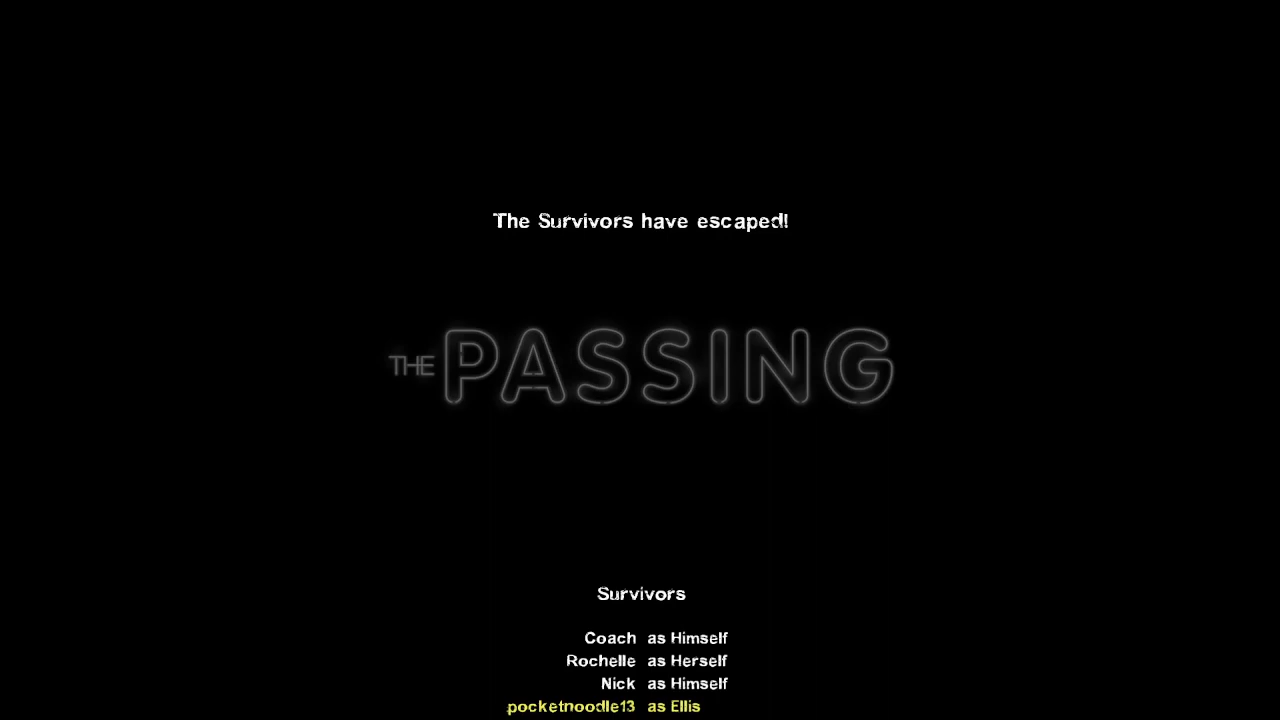 The Survivors have escaped!
THE PASSING
Survivors
Coach as Himself
Rochelle as Herself
Nick as Himself
pocketnoodle13 as Ellis